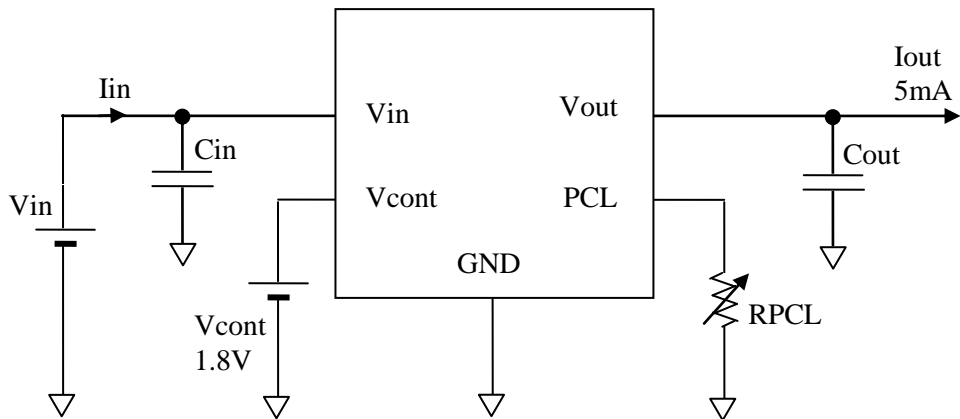 Iin
Iout
5mA
Vin
Vout
Cin
Cout
Vin
Vcont
PCL
GND
Vcont
1.8V
RPCL